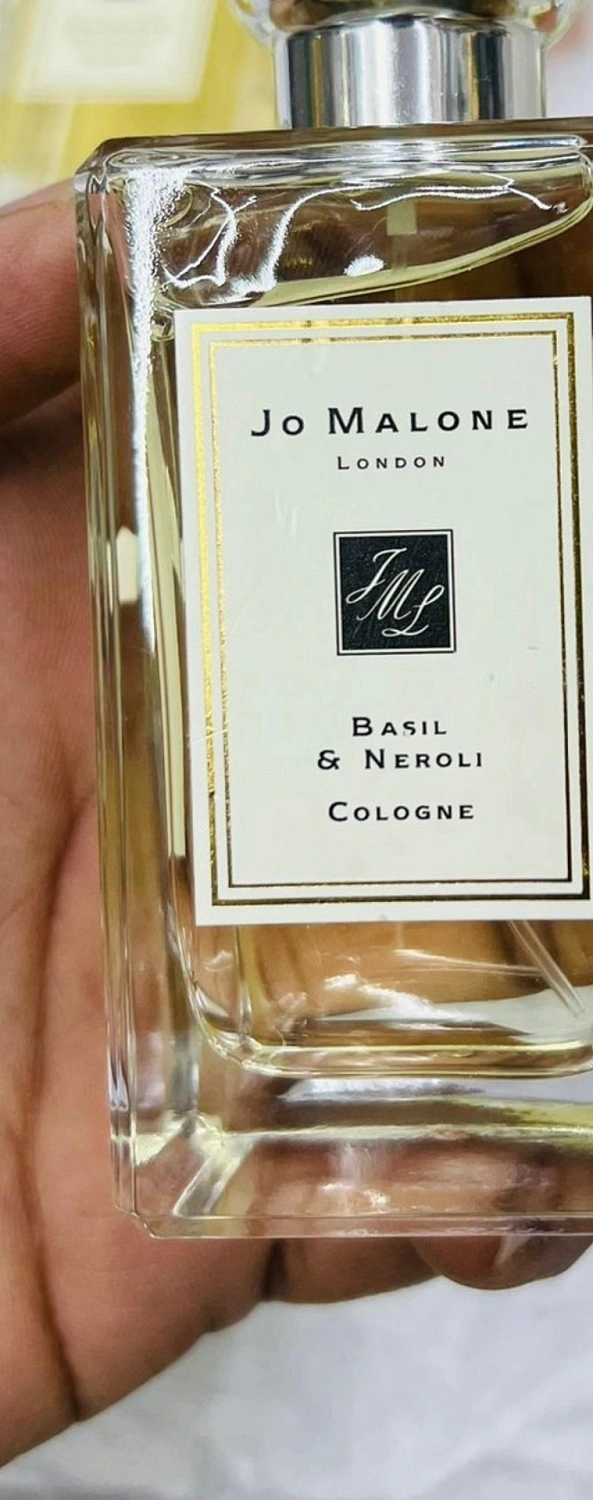 Jo Malone
London
JML
Basil
& Neroli
Cologne